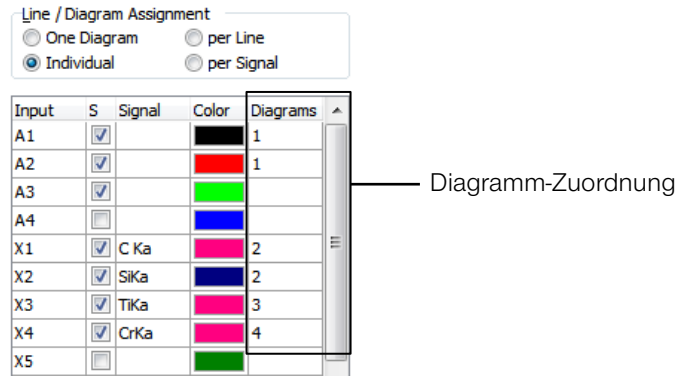 Line / Diagram Assignment
One Diagram per Line
Individual per Signal
Input S Signal Color Diagrams
A1 1
A2 1
A3
A4
X1 C Ka 2
X2 SiKa 2
X3 TiKa 3
X4 CrKa 4
X5
Diagramm-Zuordnung